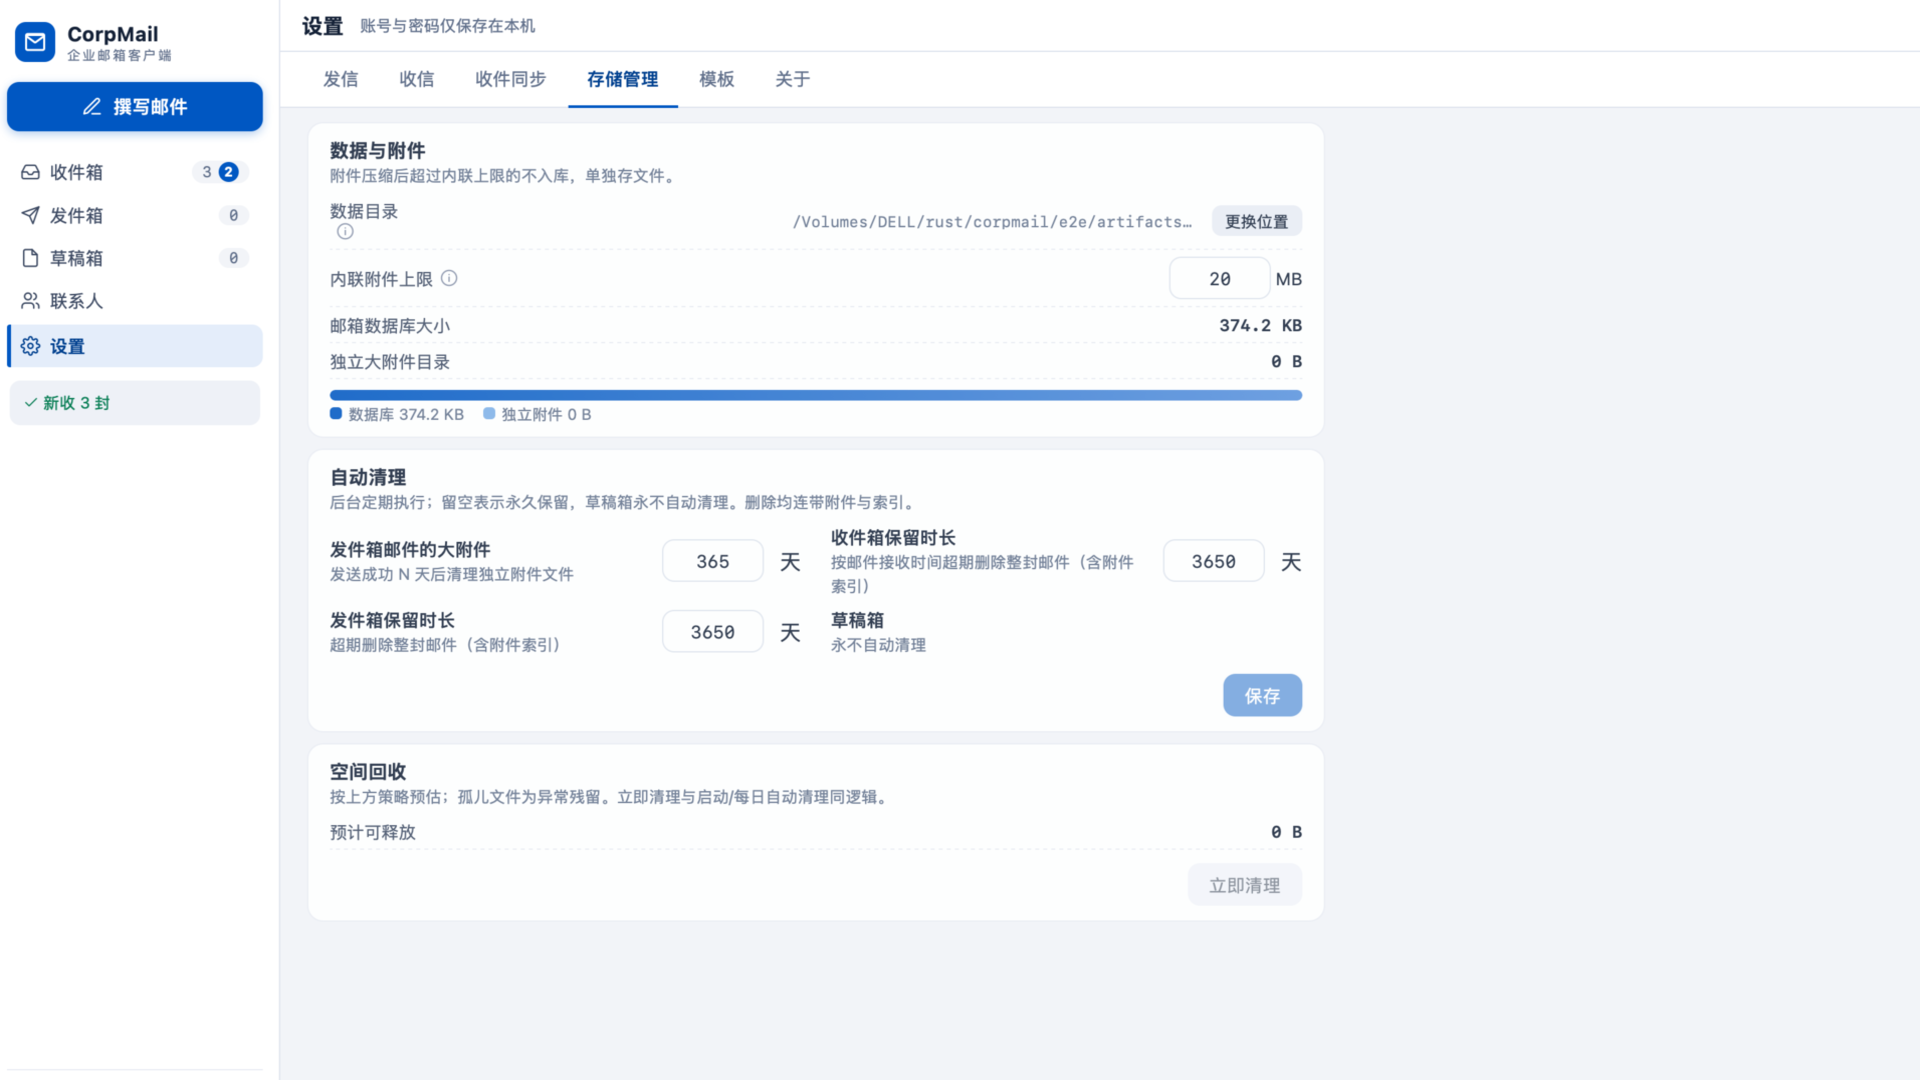 CorpMail
企业邮箱客户端
撰写邮件
收件箱 3 2
发件箱 0
草稿箱 0
联系人
设置
新收 3 封
设置 账号与密码仅保存在本机
发信 收信 收件同步 存储管理 模板 关于
数据与附件
附件压缩后超过内联上限的不入库，单独存文件。
数据目录
/Volumes/DELL/rust/corpmail/e2e/artifacts… 更换位置
内联附件上限 20 MB
邮箱数据库大小 374.2 KB
独立大附件目录 0 B
数据库 374.2 KB 独立附件 0 B
自动清理
后台定期执行；留空表示永久保留，草稿箱永不自动清理。删除均连带附件与索引。
发件箱邮件的大附件
发送成功 N 天后清理独立附件文件
365 天
收件箱保留时长
按邮件接收时间超期删除整封邮件（含附件
索引）
3650 天
发件箱保留时长
超期删除整封邮件（含附件索引）
3650 天
草稿箱
永不自动清理
保存
空间回收
按上方策略预估；孤儿文件为异常残留。立即清理与启动/每日自动清理同逻辑。
预计可释放 0 B
立即清理